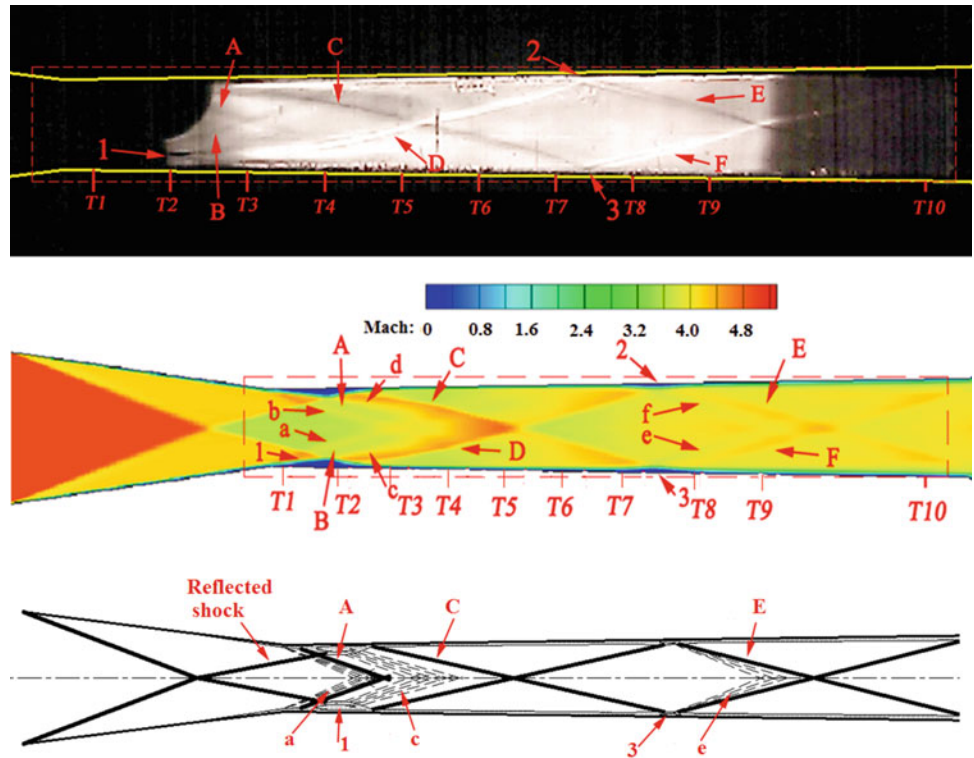 A
C
2
E
1
B
D
F
3
T1 T2 T3 T4 T5 T6 T7 T8 T9 T10
Mach: 0 0.8 1.6 2.4 3.2 4.0 4.8
A
d
C
2
E
b
f
a
e
1
D
F
B
c
3
T1 T2 T3 T4 T5 T6 T7 T8 T9 T10
Reflected
shock
A
C
E
a
1
c
3
e